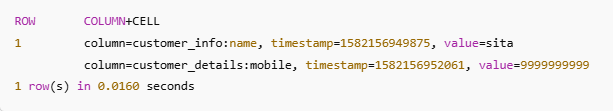 ROW COLUMN+CELL
1 column=customer_info:name, timestamp=1582156949875, value=sita
column=customer_details:mobile, timestamp=1582156952061, value=9999999999
1 row(s) in 0.0160 seconds